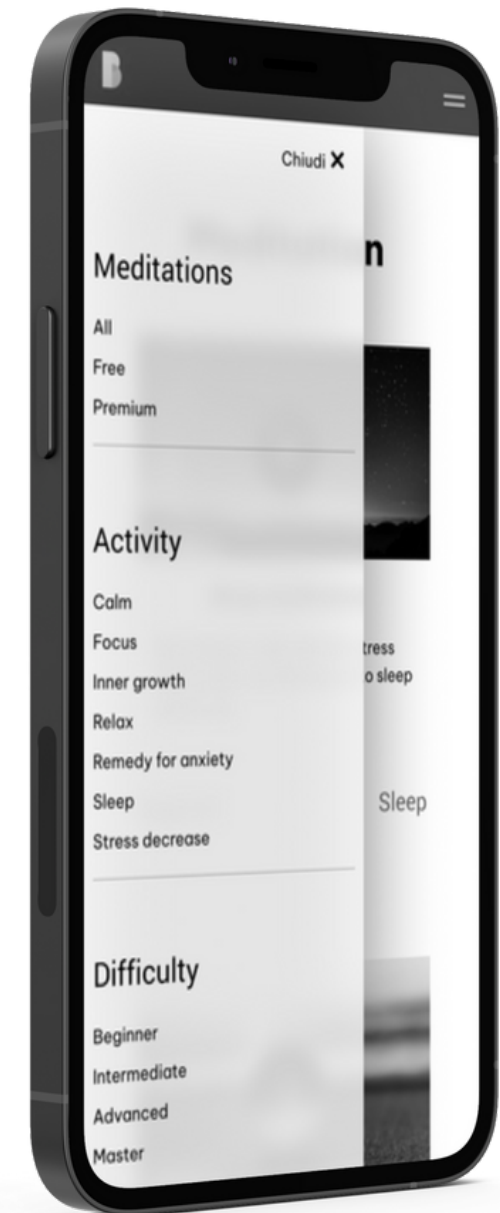 B
Chiudi X
Meditations
All
Free
Premium
Activity
Calm
Focus
Inner growth
Relax
Remedy for anxiety
Sleep
Stress decrease
Difficulty
Beginner
Intermediate
Advanced
Master
sleep
Sleep